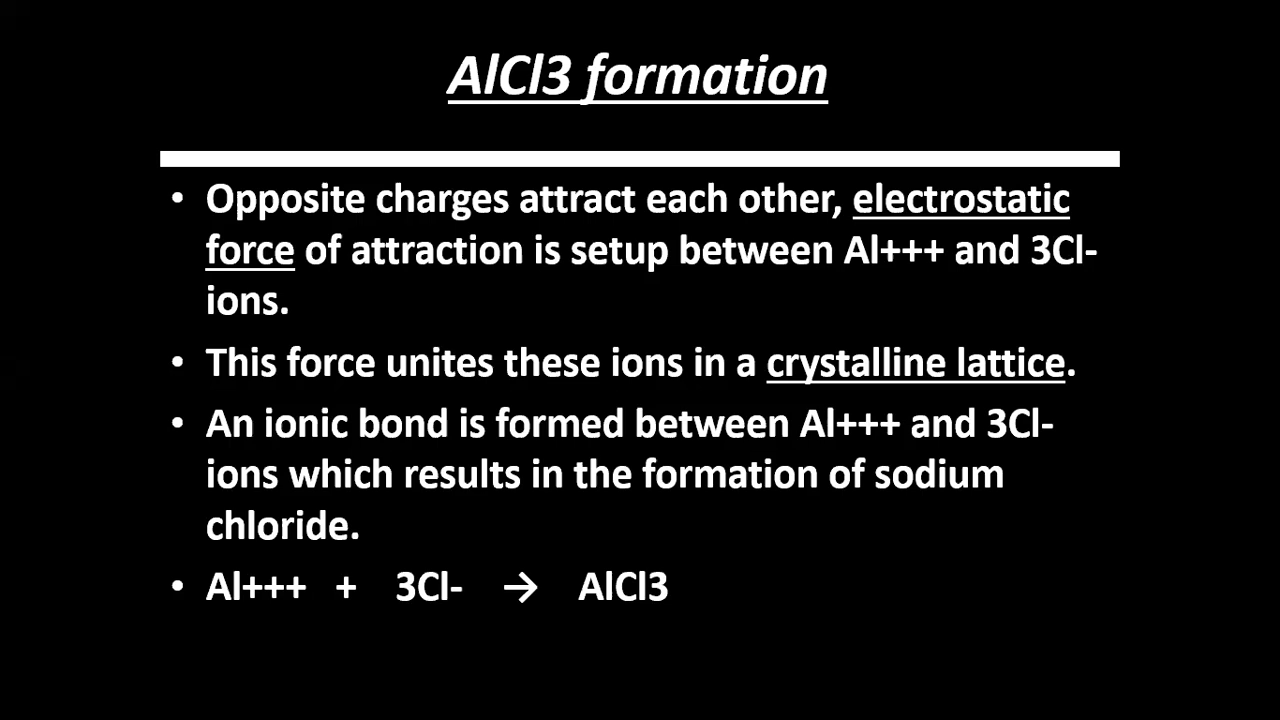 AlCl3 formation
• Opposite charges attract each other, electrostatic
force of attraction is setup between Al+++ and 3Cl-
ions.
• This force unites these ions in a crystalline lattice.
• An ionic bond is formed between Al+++ and 3Cl-
ions which results in the formation of sodium
chloride.
• Al+++ + 3Cl- → AlCl3